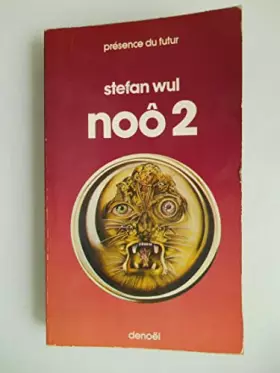 présence du futur
stefan wul
noô 2
denoël